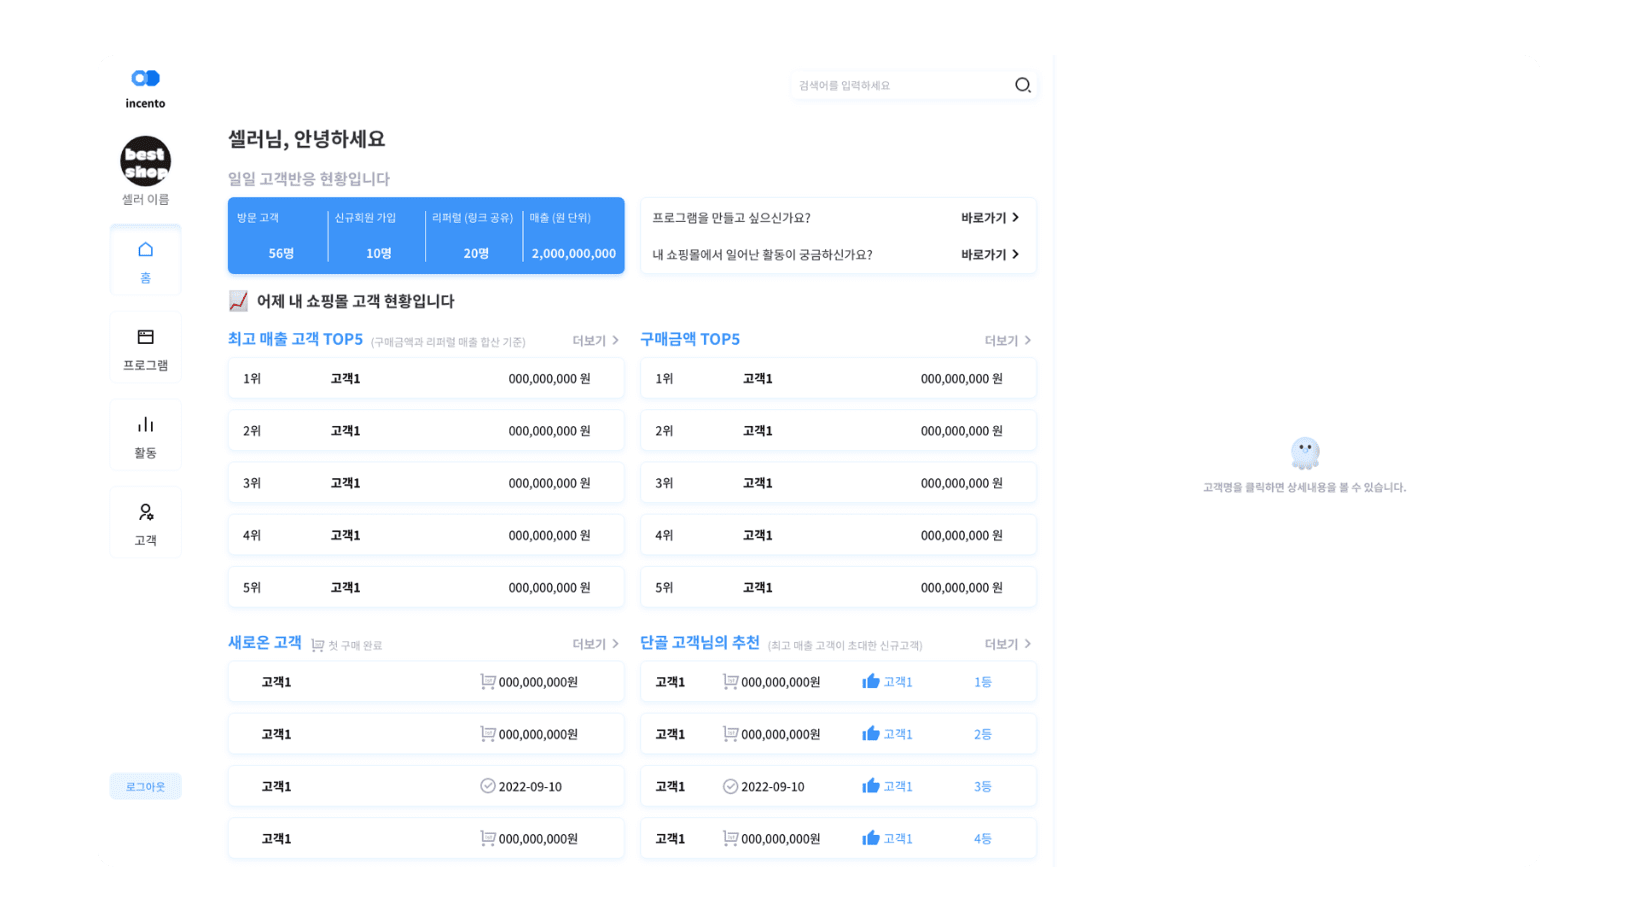 incento
best
shop
셀러 이름
홈
프로그램
활동
고객
로그아웃
검색어를 입력하세요
셀러님, 안녕하세요
일일 고객반응 현황입니다
방문 고객 신규회원 가입 리퍼럴 (링크 공유) 매출 (원 단위)
56명 10명 20명 2,000,000,000
프로그램을 만들고 싶으신가요? 바로가기
내 쇼핑몰에서 일어난 활동이 궁금하신가요? 바로가기
어제 내 쇼핑몰 고객 현황입니다
최고 매출 고객 TOP5 (구매금액과 리퍼럴 매출 합산 기준) 더보기
1위 고객1 000,000,000 원
2위 고객1 000,000,000 원
3위 고객1 000,000,000 원
4위 고객1 000,000,000 원
5위 고객1 000,000,000 원
구매금액 TOP5 더보기
1위 고객1 000,000,000 원
2위 고객1 000,000,000 원
3위 고객1 000,000,000 원
4위 고객1 000,000,000 원
5위 고객1 000,000,000 원
새로온 고객 첫 구매 완료 더보기
고객1 000,000,000원
고객1 000,000,000원
고객1 2022-09-10
고객1 000,000,000원
단골 고객님의 추천 (최고 매출 고객이 초대한 신규고객) 더보기
고객1 000,000,000원 고객1 1등
고객1 000,000,000원 고객1 2등
고객1 2022-09-10 고객1 3등
고객1 000,000,000원 고객1 4등
고객명을 클릭하면 상세내용을 볼 수 있습니다.